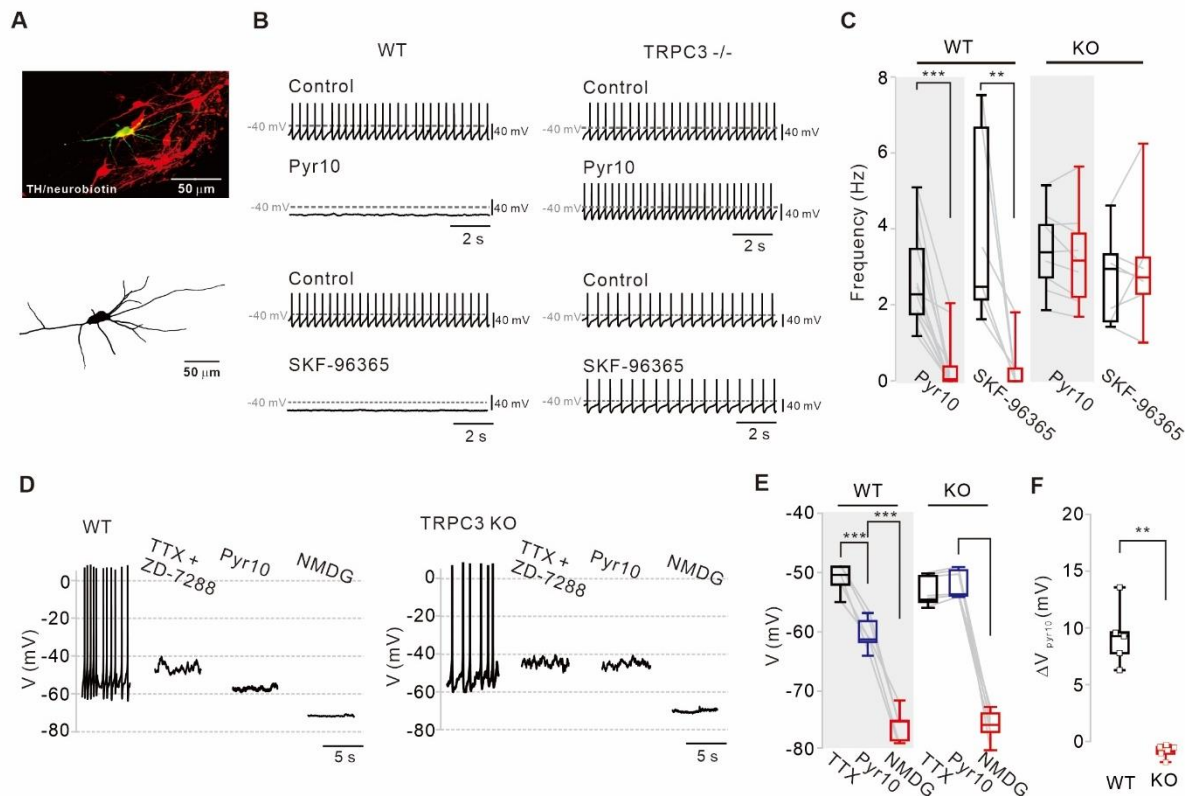 A
TH/neurobiotin
50 μm
50 μm
B
WT
TRPC3 -/-
Control
Control
-40 mV
40 mV
-40 mV
40 mV
Pyr10
Pyr10
-40 mV
40 mV
-40 mV
40 mV
2 s
2 s
Control
Control
-40 mV
40 mV
-40 mV
40 mV
SKF-96365
SKF-96365
-40 mV
40 mV
-40 mV
40 mV
2 s
2 s
C
WT
KO
***
**
8
6
4
2
0
Frequency (Hz)
Pyr10
SKF-96365
Pyr10
SKF-96365
D
WT
TTX +
ZD-7288
Pyr10
NMDG
V (mV)
0
-20
-40
-60
-80
5 s
TRPC3 KO
TTX +
ZD-7288
Pyr10
NMDG
V (mV)
0
-20
-40
-60
-80
5 s
E
WT
KO
***
***
-40
-50
-60
-70
-80
V (mV)
TTX
Pyr10
NMDG
TTX
Pyr10
NMDG
F
20
15
10
5
0
**
ΔV pyr10 (mV)
WT
KO